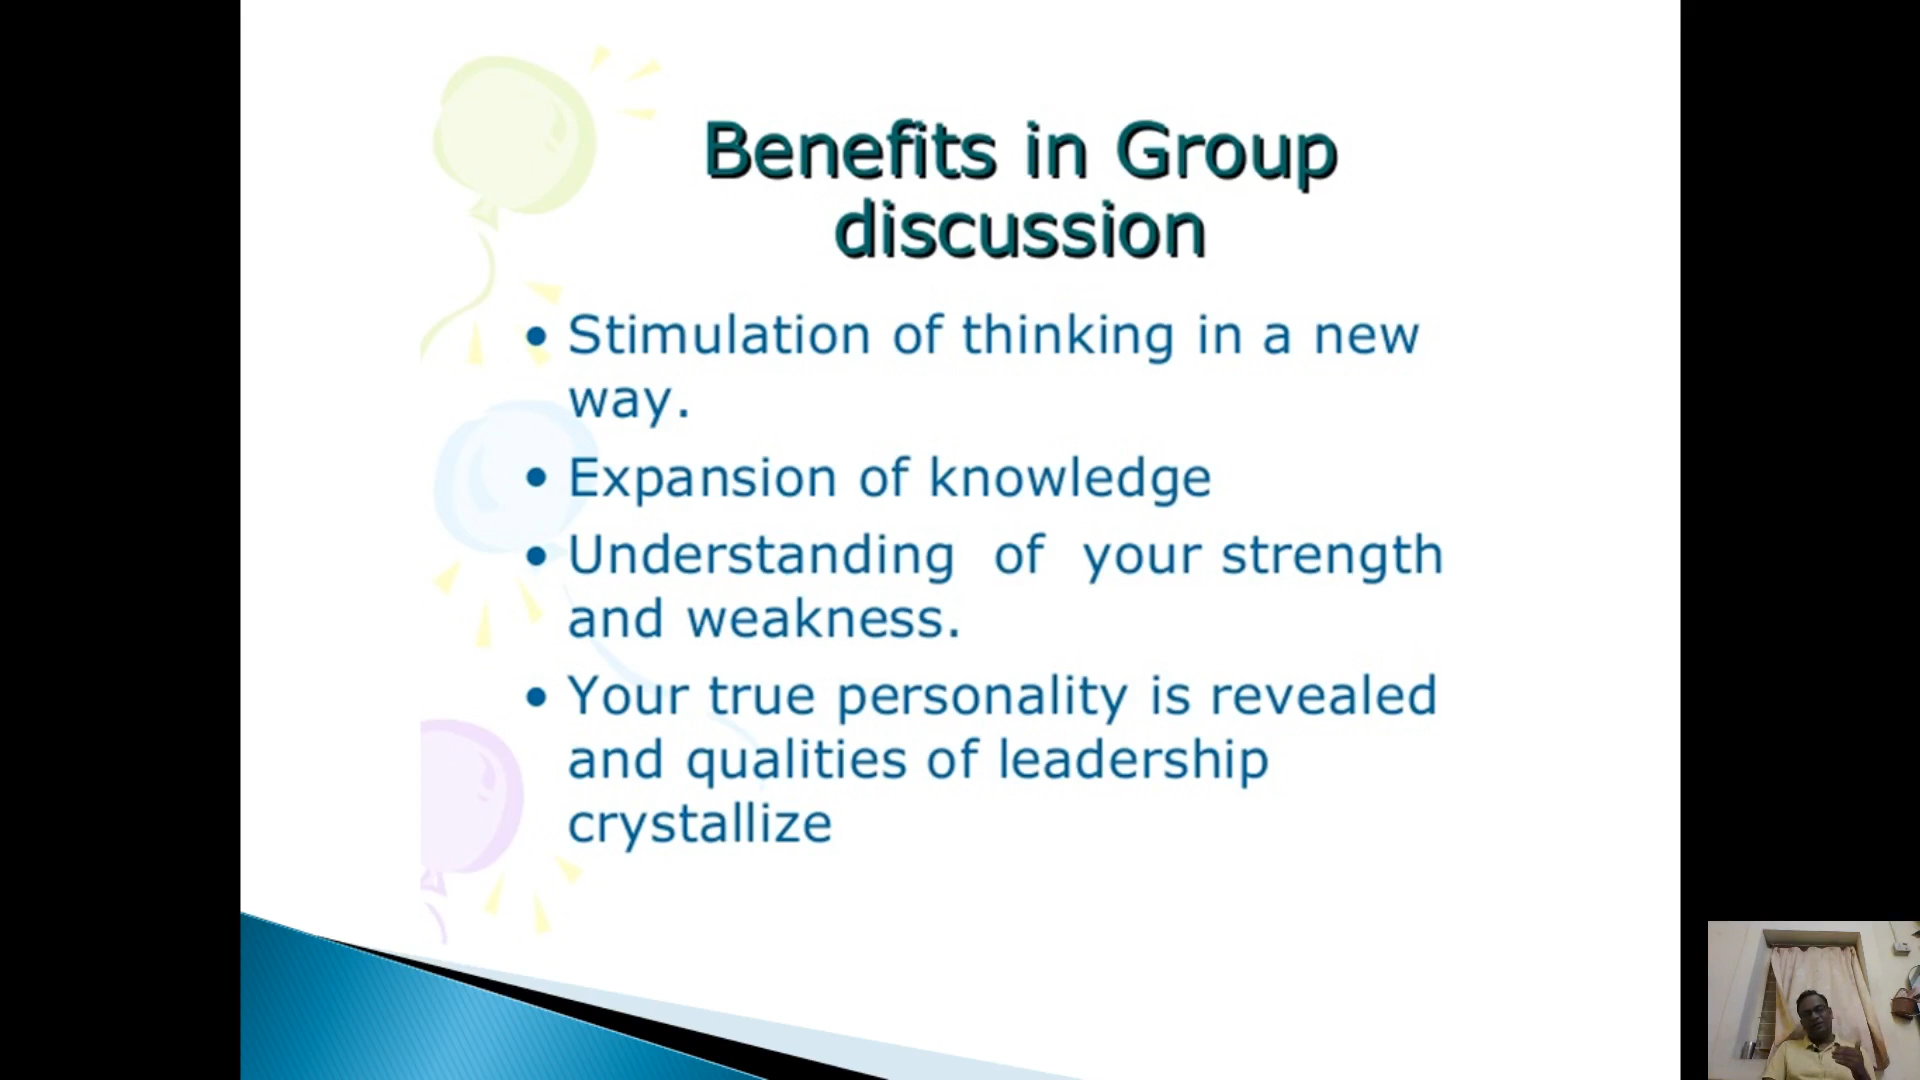 Benefits in Group
discussion
• Stimulation of thinking in a new
way.
• Expansion of knowledge
• Understanding of your strength
and weakness.
• Your true personality is revealed
and qualities of leadership
crystallize